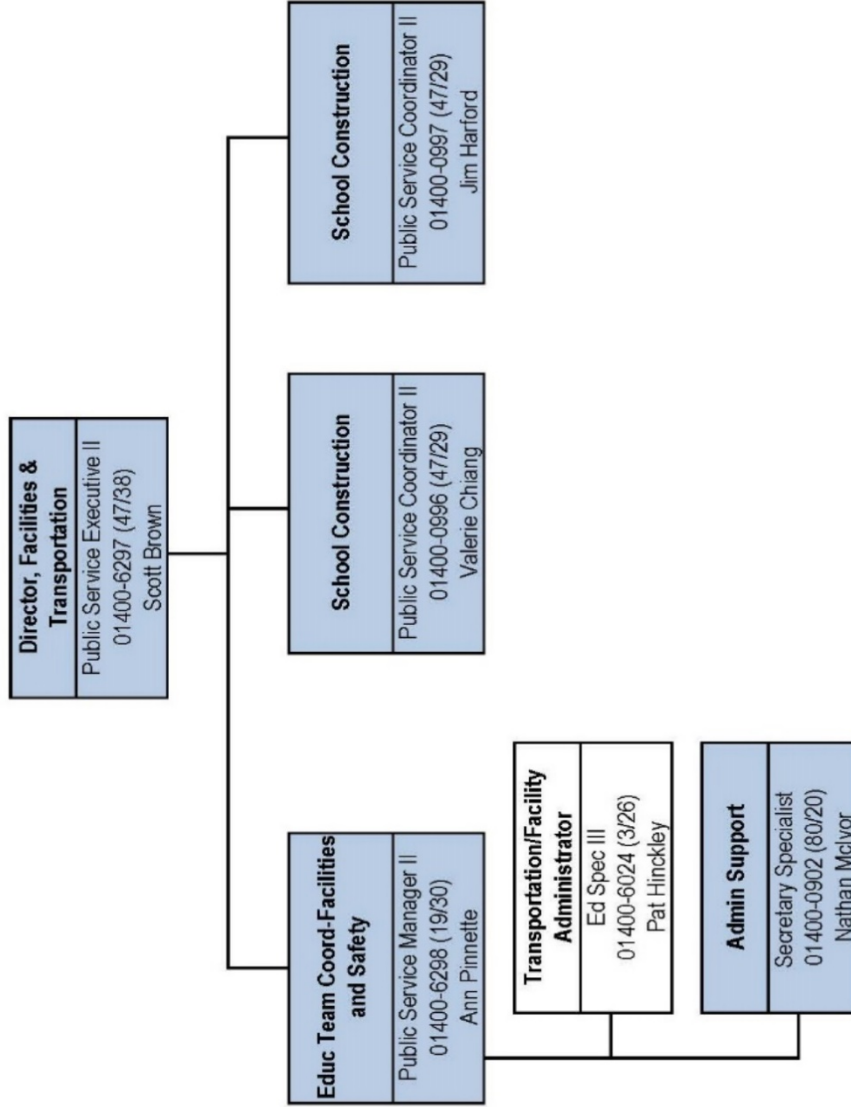 Director, Facilities &
Transportation
Public Service Executive II
01400-6297 (47/38)
Scott Brown
Educ Team Coord-Facilities
and Safety
Public Service Manager II
01400-6298 (19/30)
Ann Pinnette
School Construction
Public Service Coordinator II
01400-0996 (47/29)
Valerie Chiang
School Construction
Public Service Coordinator II
01400-0997 (47/29)
Jim Harford
Transportation/Facility
Administrator
Ed Spec III
01400-6024 (3/26)
Pat Hinckley
Admin Support
Secretary Specialist
01400-0902 (80/20)
Nathan McIvor